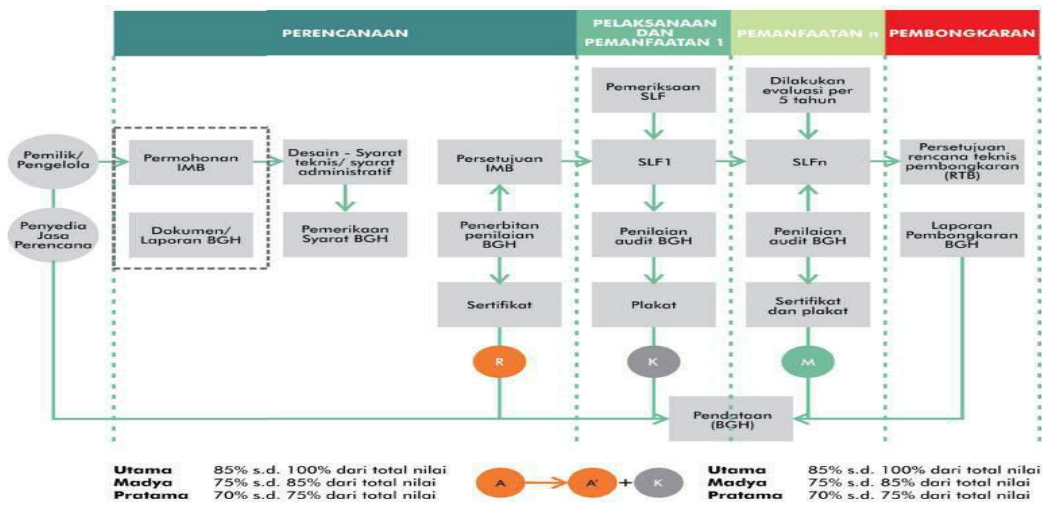 PERENCANAAN
PELAKSANAAN
DAN
PEMANFAATAN 1
PEMANFAATAN n
PEMBONGKARAN
Pemeriksaan
SLF
Dilakukan
evaluasi per
5 tahun
Pemilik/
Pengelola
Permohonan
IMB
Desain - Syarat
teknis/ syarat
administratif
Persetujuan
IMB
SLF1
SLFn
Persetujuan
rencana teknis
pembongkaran
(RTB)
Penyedia
Jasa
Perencana
Dokumen/
Laporan BGH
Pemerikaan
Syarat BGH
Penerbitan
penilaian
BGH
Penilaian
audit BGH
Penilaian
audit BGH
Laporan
Pembongkaran
BGH
Sertifikat
Plakat
Sertifikat
dan plakat
R
K
M
Pendataan
(BGH)
Utama 85% s.d. 100% dari total nilai
Madya 75% s.d. 85% dari total nilai
Pratama 70% s.d. 75% dari total nilai
A A' + K
Utama 85% s.d. 100% dari total nilai
Madya 75% s.d. 85% dari total nilai
Pratama 70% s.d. 75% dari total nilai